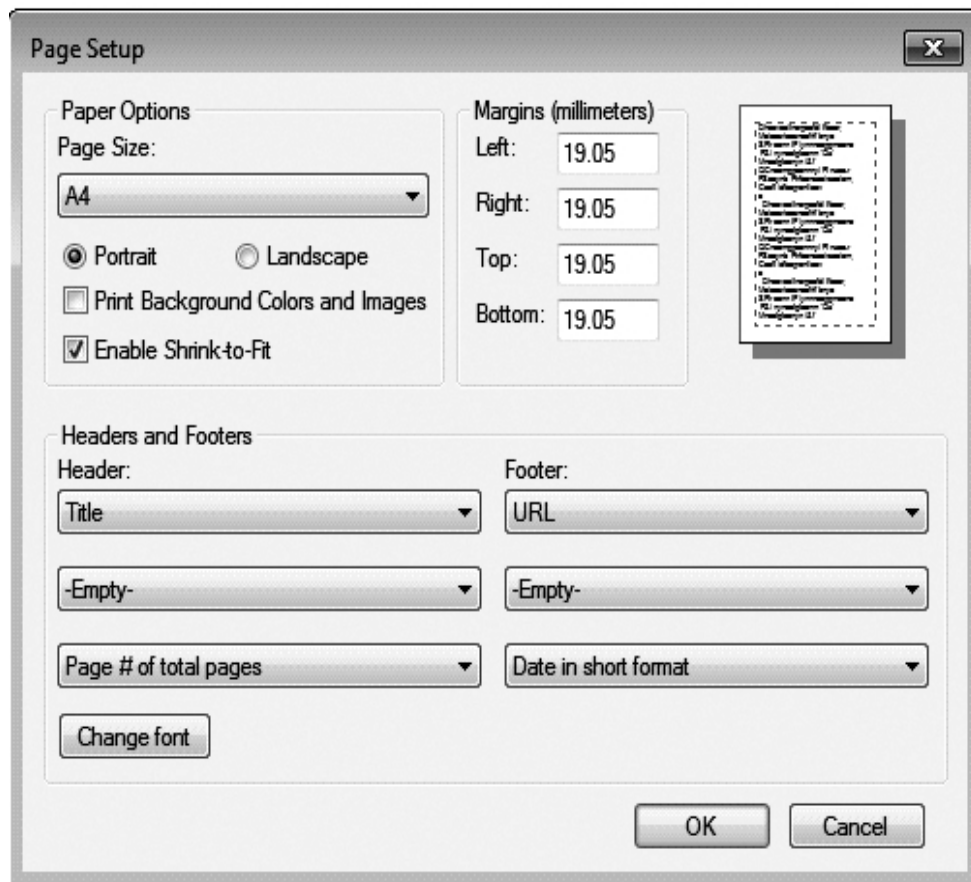 Page Setup
Paper Options
Page Size:
A4
Portrait
Landscape
Print Background Colors and Images
Enable Shrink-to-Fit
Margins (millimeters)
Left: 19.05
Right: 19.05
Top: 19.05
Bottom: 19.05
Headers and Footers
Header:
Footer:
Title
URL
-Empty-
-Empty-
Page # of total pages
Date in short format
Change font
OK
Cancel